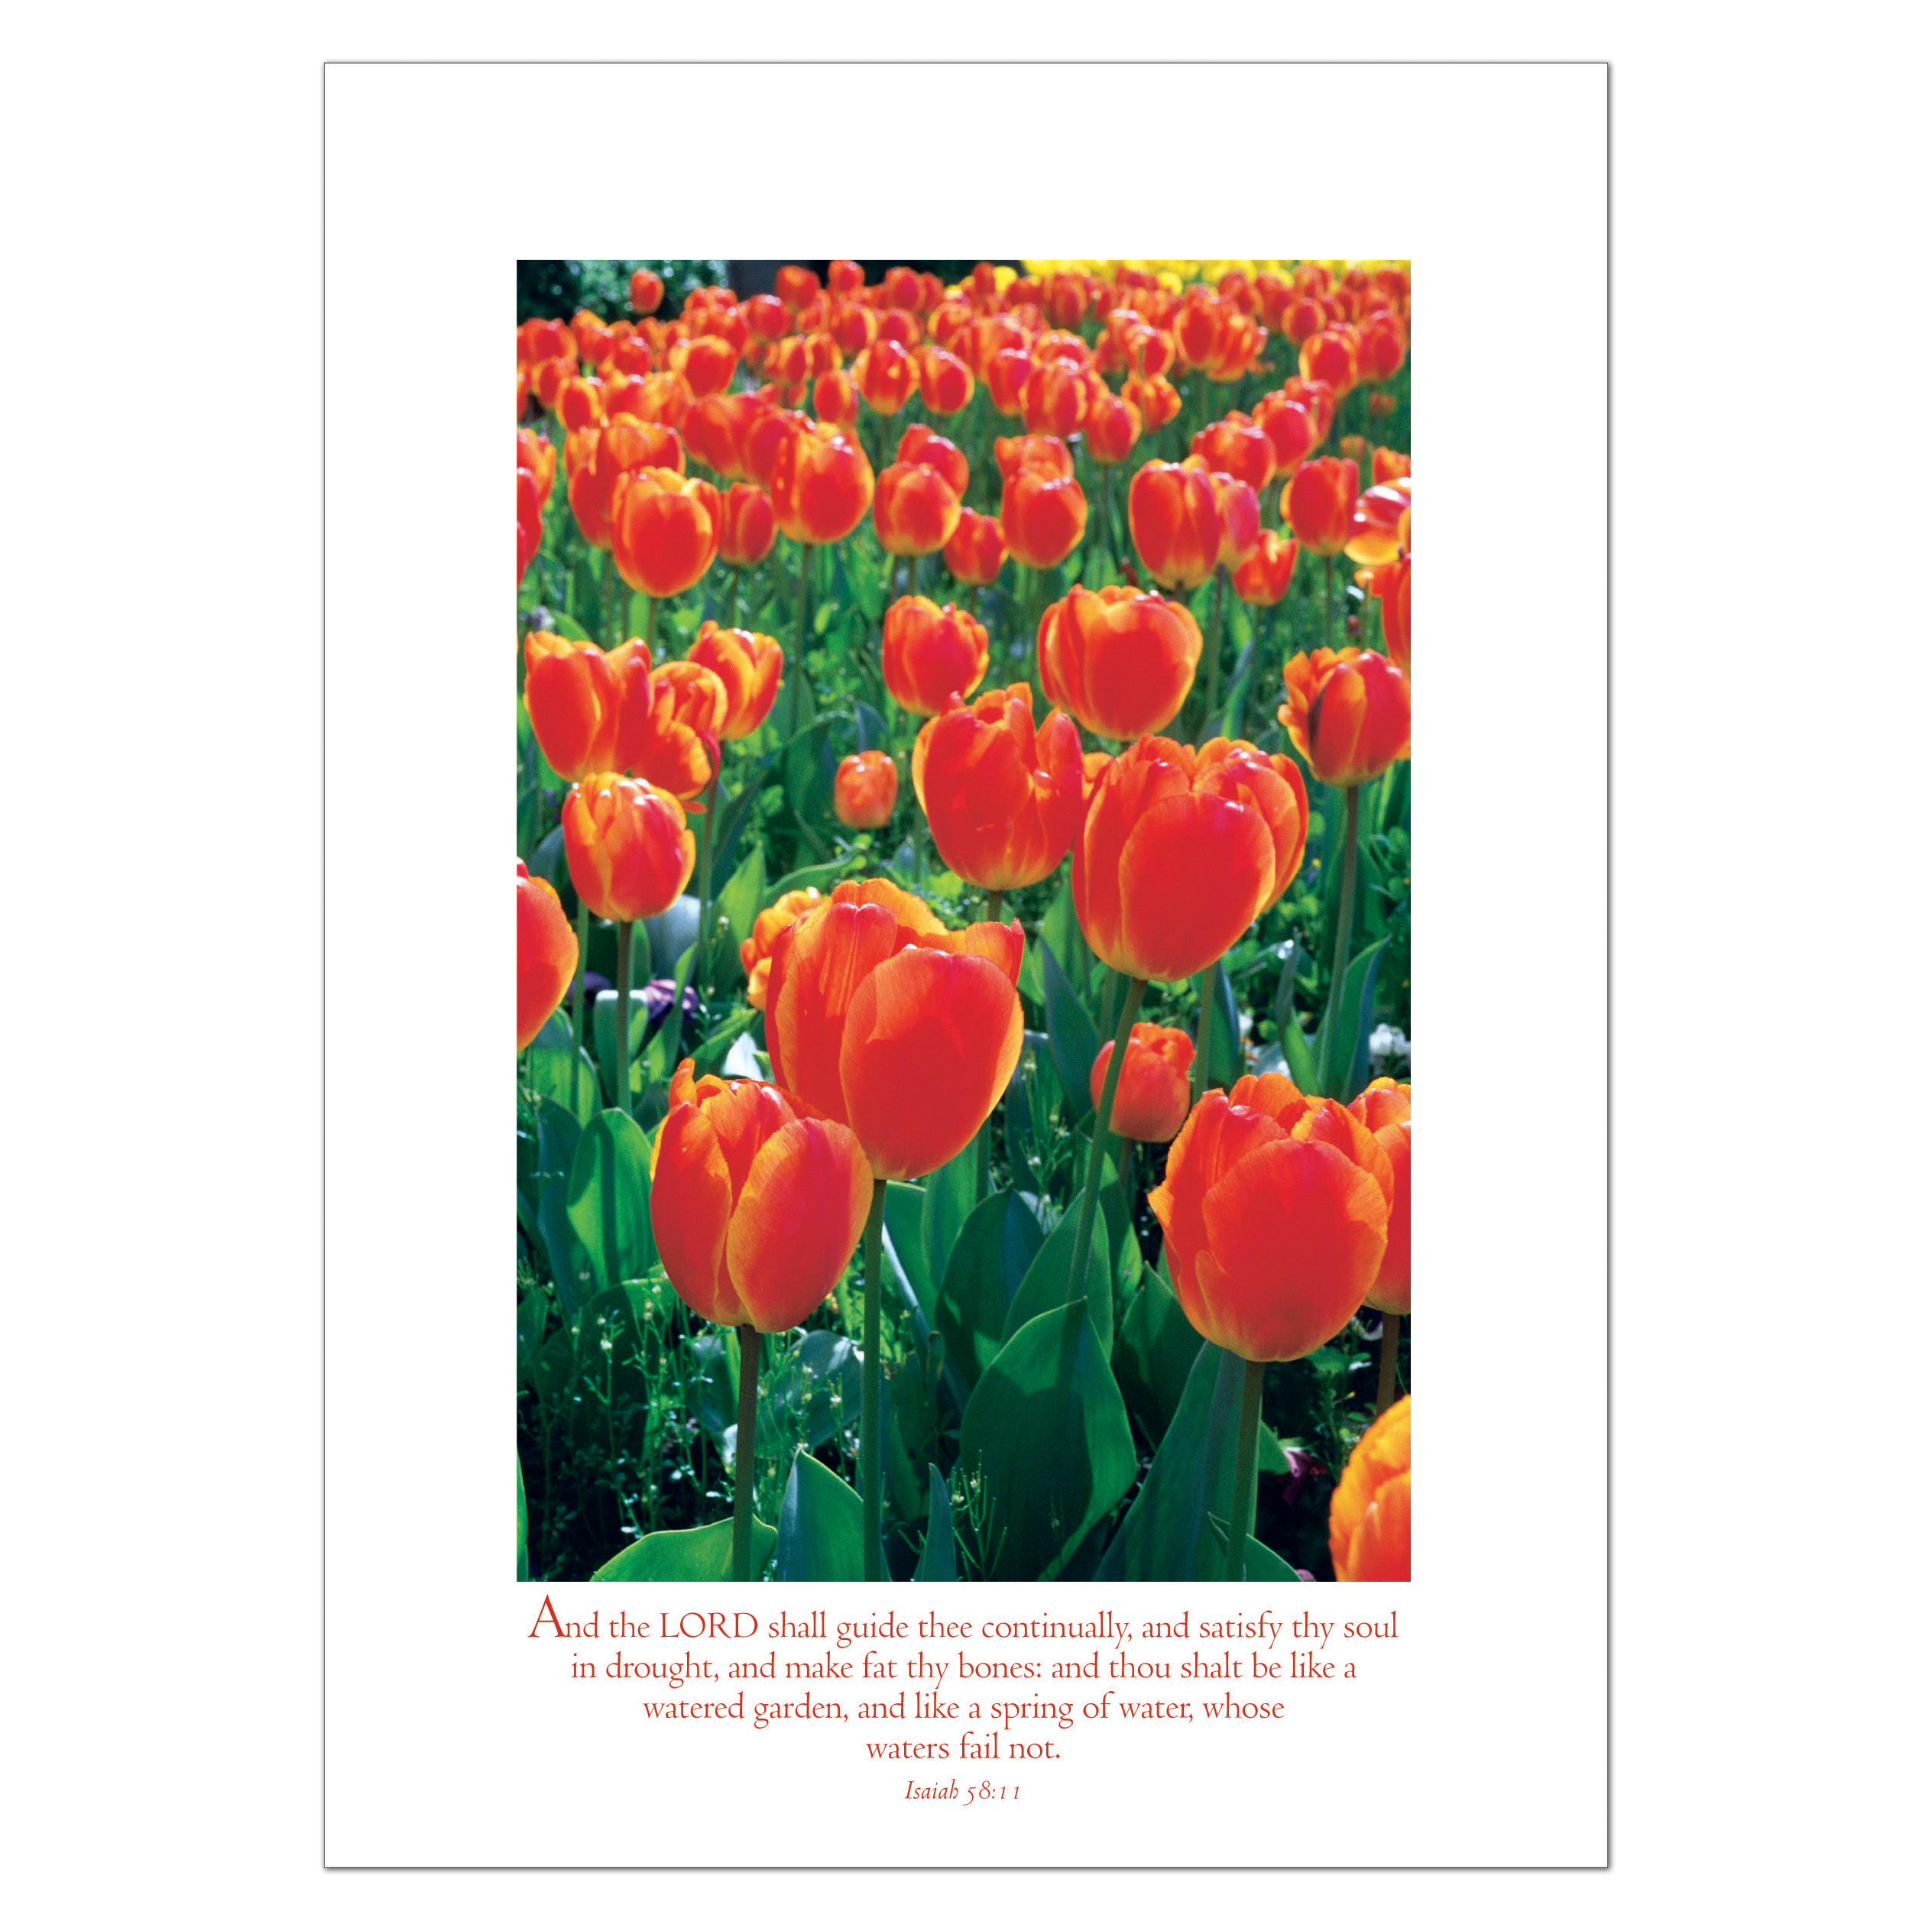 And the LORD shall guide thee continually, and satisfy thy soul
in drought, and make fat thy bones: and thou shalt be like a
watered garden, and like a spring of water, whose
waters fail not.
Isaiah 58:11